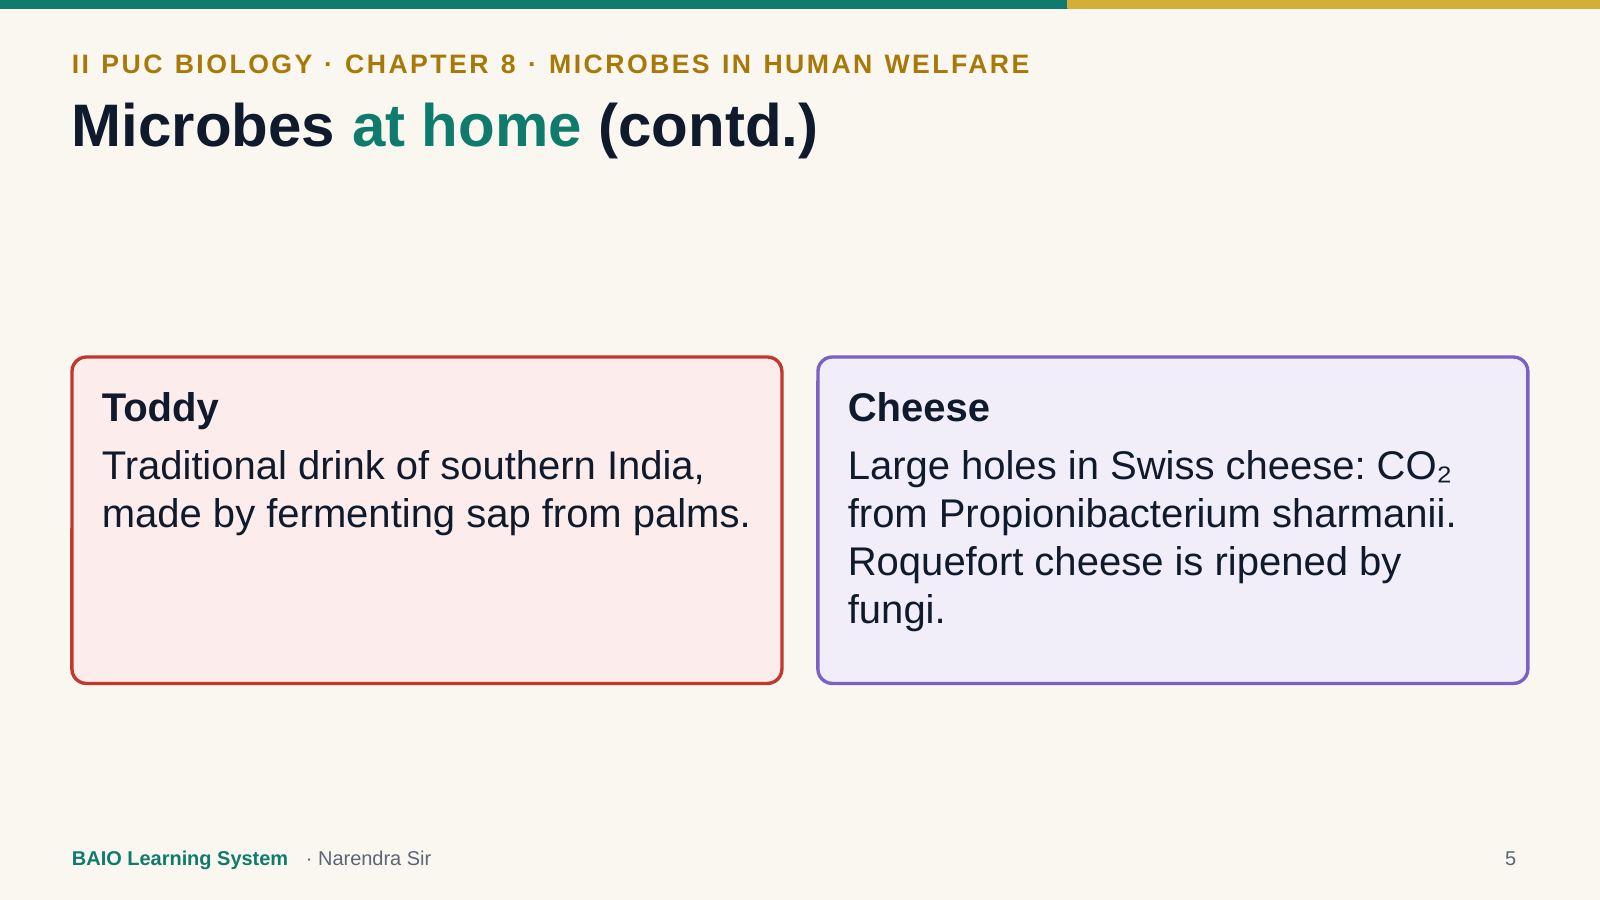 II PUC BIOLOGY · CHAPTER 8 · MICROBES IN HUMAN WELFARE
Microbes at home (contd.)
Toddy
Traditional drink of southern India,
made by fermenting sap from palms.
Cheese
Large holes in Swiss cheese: CO₂
from Propionibacterium sharmanii.
Roquefort cheese is ripened by
fungi.
BAIO Learning System · Narendra Sir
5